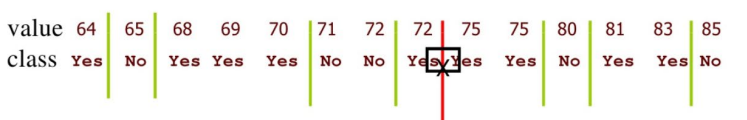 value 64 65 68 69 70 71 72 72 75 75 80 81 83 85
class Yes No Yes Yes Yes No No Yes Yes Yes No Yes Yes No
X